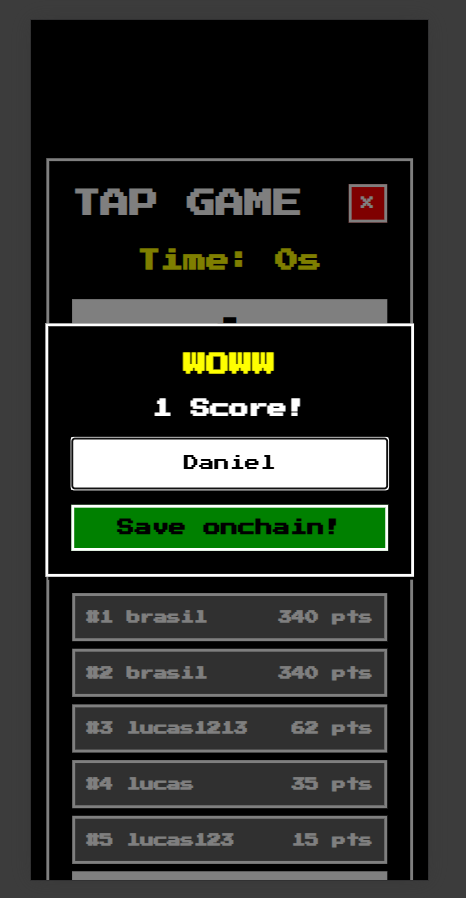 TAP GAME x
Time: 0s
WOWW
1 Score!
Daniel
Save onchain!
#1 brasil 340 pts
#2 brasil 340 pts
#3 lucas1213 62 pts
#4 lucas 35 pts
#5 lucas123 15 pts